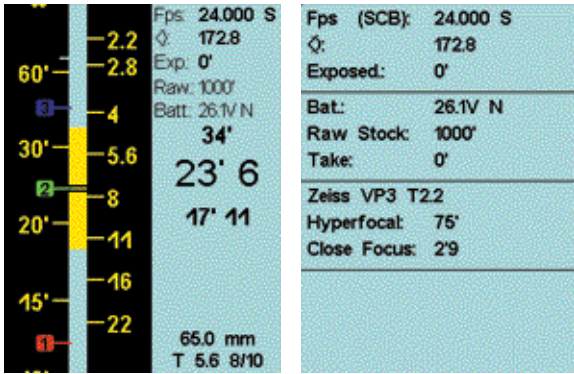 2.2
2.8
60'
3
4
30'
5.6
2
8
20'
11
16
15'
22
1
Fps: 24.000 S
172.8
Exp: 0'
Raw: 1000'
Batt: 26.1V N
34'
23' 6
17' 11
65.0 mm
T 5.6 8/10
Fps (SCB): 24.000 S
172.8
Exposed.: 0'
Bat.: 26.1V N
Raw Stock: 1000'
Take: 0'
Zeiss VP3 T2.2
Hyperfocal: 75'
Close Focus: 2'9